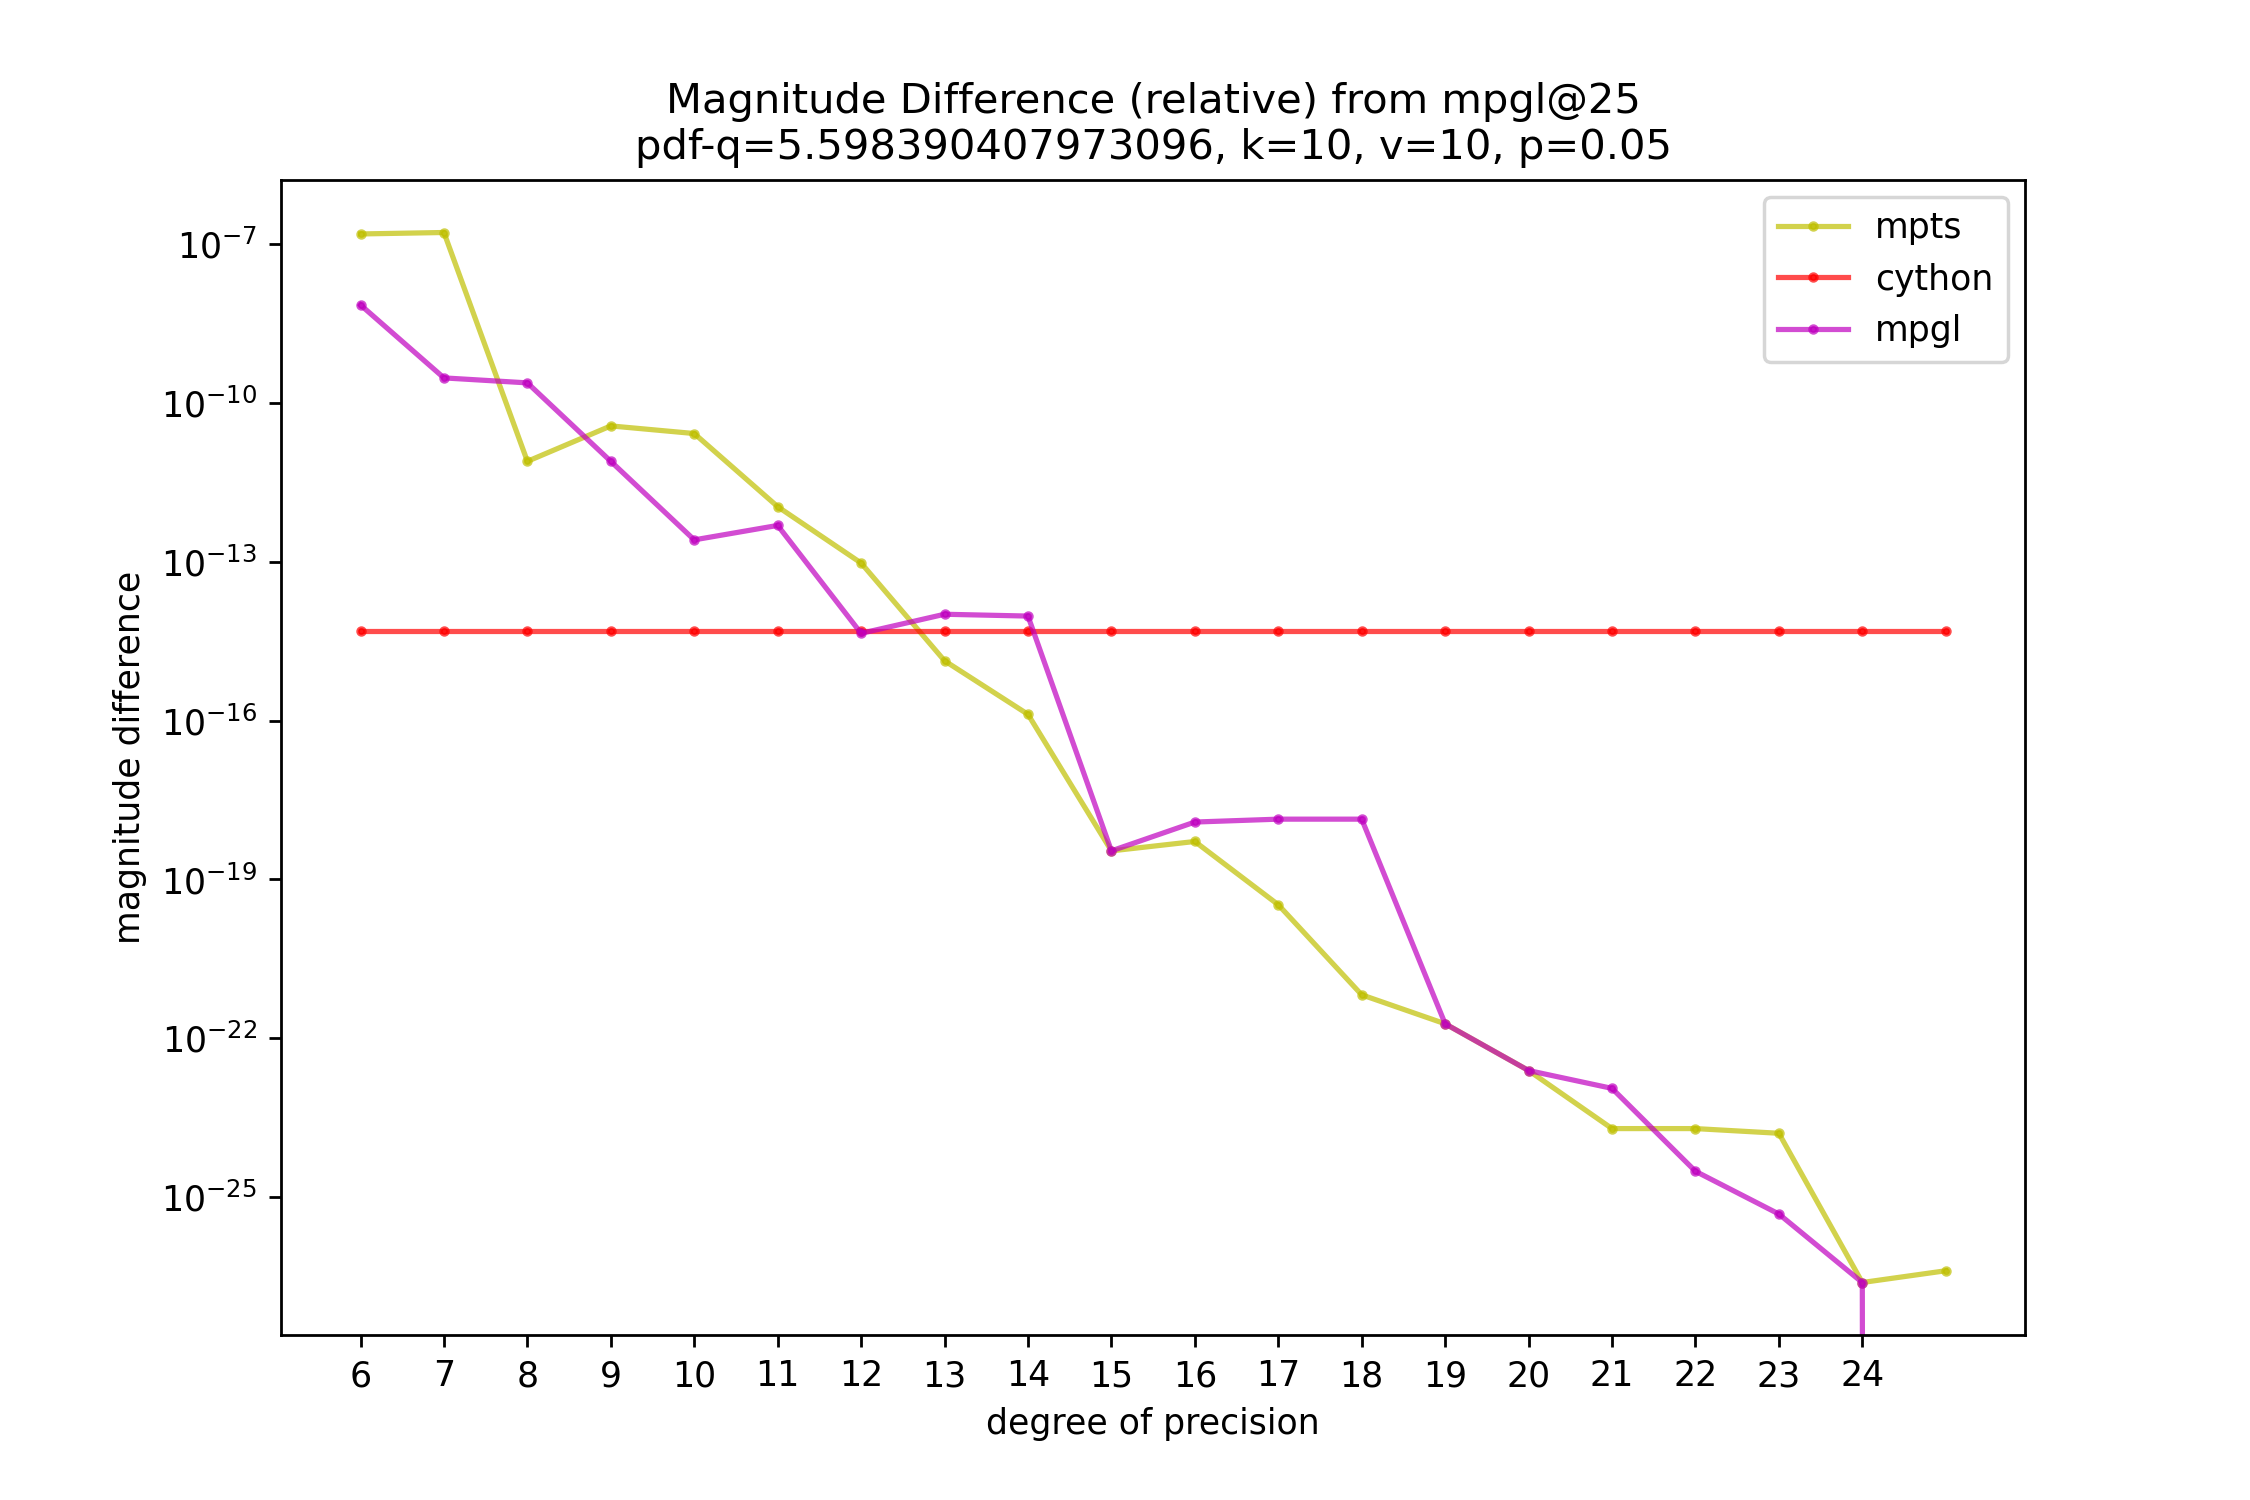 Magnitude Difference (relative) from mpgl@25
pdf-q=5.598390407973096, k=10, v=10, p=0.05
mpts
cython
mpgl
magnitude difference
10⁻⁷
10⁻¹⁰
10⁻¹³
10⁻¹⁶
10⁻¹⁹
10⁻²²
10⁻²⁵
6 7 8 9 10 11 12 13 14 15 16 17 18 19 20 21 22 23 24
degree of precision